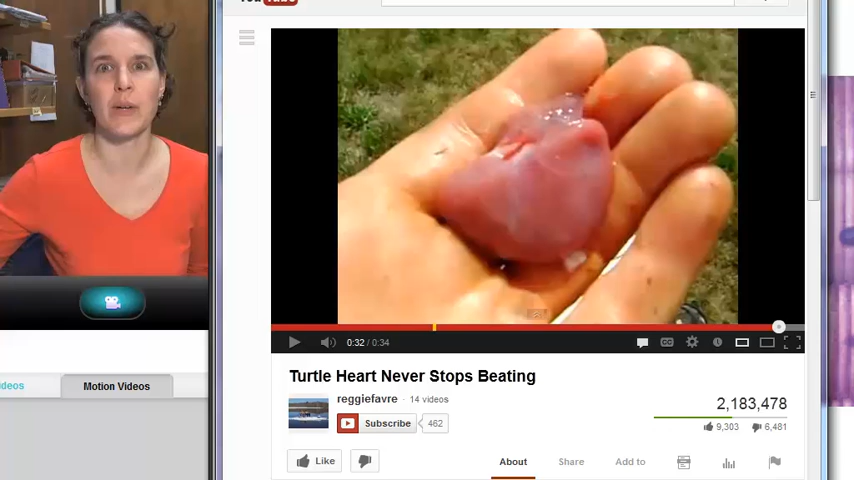 0:32 / 0:34
Turtle Heart Never Stops Beating
reggiefavre · 14 videos
Subscribe 462
2,183,478
9,303 6,481
Like
About Share Add to
ideos Motion Videos